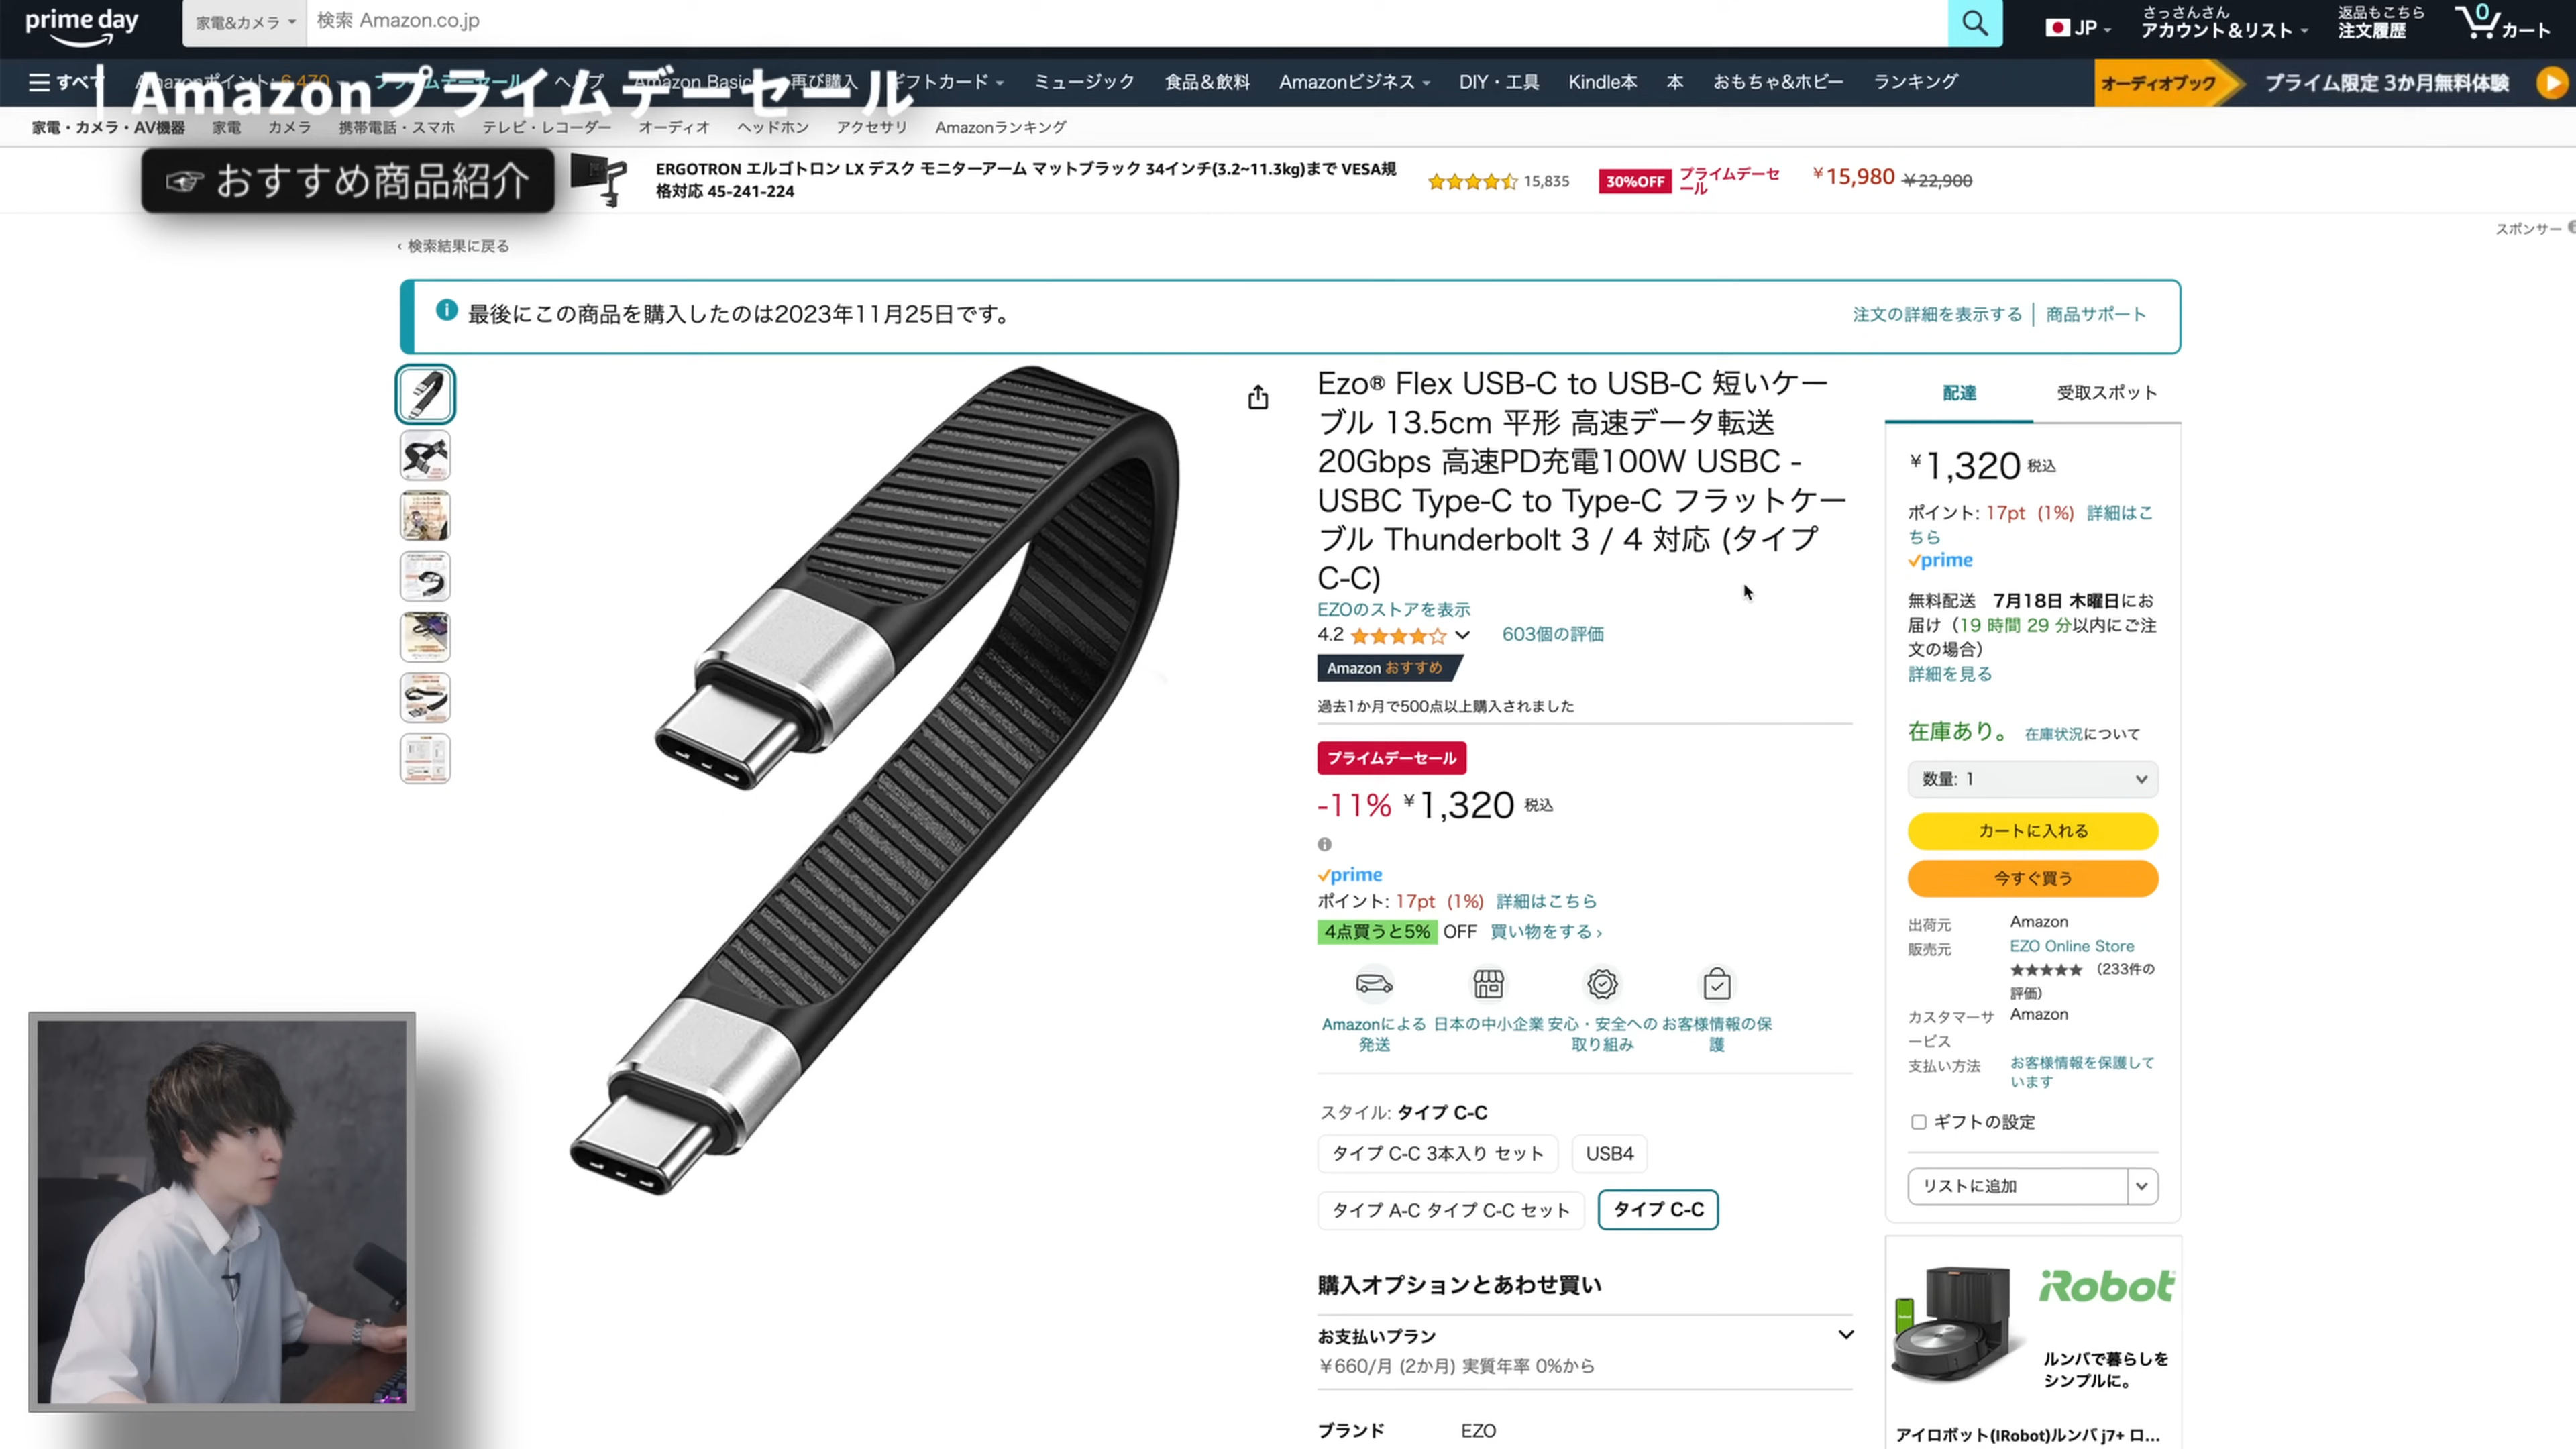 prime day
家電&カメラ
検索 Amazon.co.jp
JP
さっさんさん
アカウント&リスト
返品もこちら
注文履歴
0
カート
すべて
ヘルプ
再び購入
ギフトカード
ミュージック
食品&飲料
Amazonビジネス
DIY・工具
Kindle本
本
おもちゃ&ホビー
ランキング
オーディオブック
プライム限定 3か月無料体験
Amazonプライムデーセール
家電・カメラ・AV機器
家電
カメラ
携帯電話・スマホ
テレビ・レコーダー
オーディオ
ヘッドホン
アクセサリ
Amazonランキング
☞ おすすめ商品紹介
ERGOTRON エルゴトロン LX デスク モニターアーム マットブラック 34インチ(3.2~11.3kg)まで VESA規
格対応 45-241-224
15,835
30%OFF
プライムデーセ
ール
￥15,980 ￥22,900
スポンサー
‹ 検索結果に戻る
最後にこの商品を購入したのは2023年11月25日です。
注文の詳細を表示する
商品サポート
Ezo® Flex USB-C to USB-C 短いケー
ブル 13.5cm 平形 高速データ転送
20Gbps 高速PD充電100W USBC -
USBC Type-C to Type-C フラットケー
ブル Thunderbolt 3 / 4 対応 (タイプ
C-C)
EZOのストアを表示
4.2
603個の評価
Amazon おすすめ
過去1か月で500点以上購入されました
プライムデーセール
-11% ￥1,320 税込
prime
ポイント: 17pt (1%) 詳細はこちら
4点買うと5% OFF 買い物をする ›
Amazonによる
発送
日本の中小企業
安心・安全への
取り組み
お客様情報の保
護
スタイル: タイプ C-C
タイプ C-C 3本入り セット
USB4
タイプ A-C タイプ C-C セット
タイプ C-C
購入オプションとあわせ買い
お支払いプラン
￥660/月 (2か月) 実質年率 0%から
ブランド
EZO
配達
受取スポット
￥1,320 税込
ポイント: 17pt (1%) 詳細はこ
ちら
prime
無料配送 7月18日 木曜日にお
届け（19 時間 29 分以内にご注
文の場合）
詳細を見る
在庫あり。 在庫状況について
数量: 1
カートに入れる
今すぐ買う
出荷元
Amazon
販売元
EZO Online Store
★★★★★ （233件の
評価）
カスタマーサ
ービス
Amazon
支払い方法
お客様情報を保護して
います
ギフトの設定
リストに追加
iRobot
ルンバで暮らしを
シンプルに。
アイロボット(IRobot)ルンバ j7+ ロ...